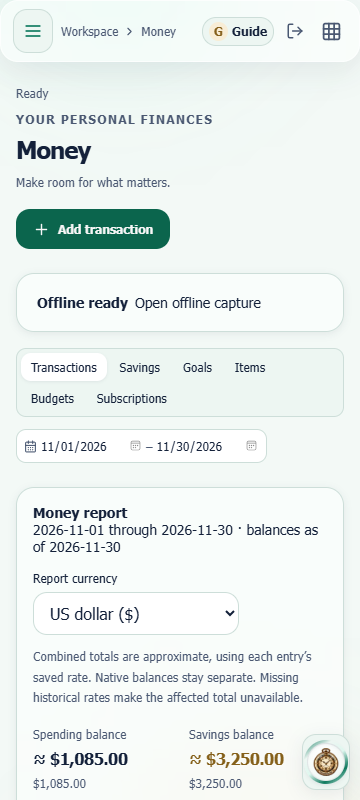 Workspace > Money
G Guide
Ready
YOUR PERSONAL FINANCES
Money
Make room for what matters.
+ Add transaction
Offline ready Open offline capture
Transactions Savings Goals Items
Budgets Subscriptions
11/01/2026 – 11/30/2026
Money report
2026-11-01 through 2026-11-30 · balances as
of 2026-11-30
Report currency
US dollar ($)
Combined totals are approximate, using each entry’s
saved rate. Native balances stay separate. Missing
historical rates make the affected total unavailable.
Spending balance Savings balance
≈ $1,085.00 ≈ $3,250.00
$1,085.00 $3,250.00